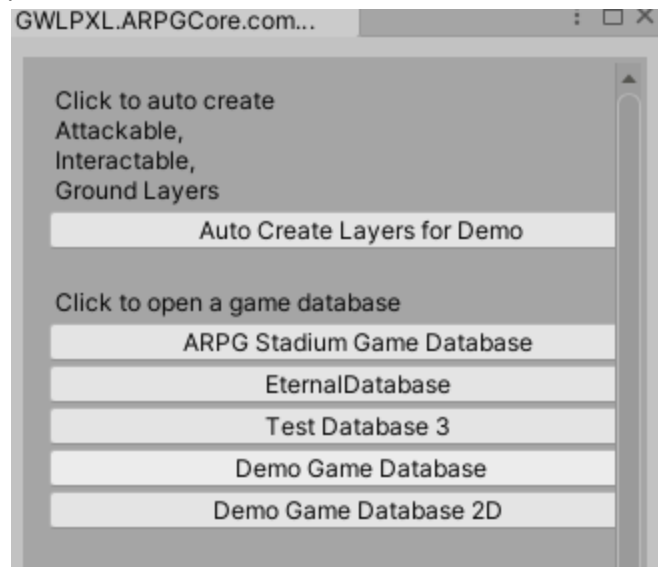 GWLPXL.ARPGCore.com...
Click to auto create
Attackable,
Interactable,
Ground Layers
Auto Create Layers for Demo
Click to open a game database
ARPG Stadium Game Database
EternalDatabase
Test Database 3
Demo Game Database
Demo Game Database 2D